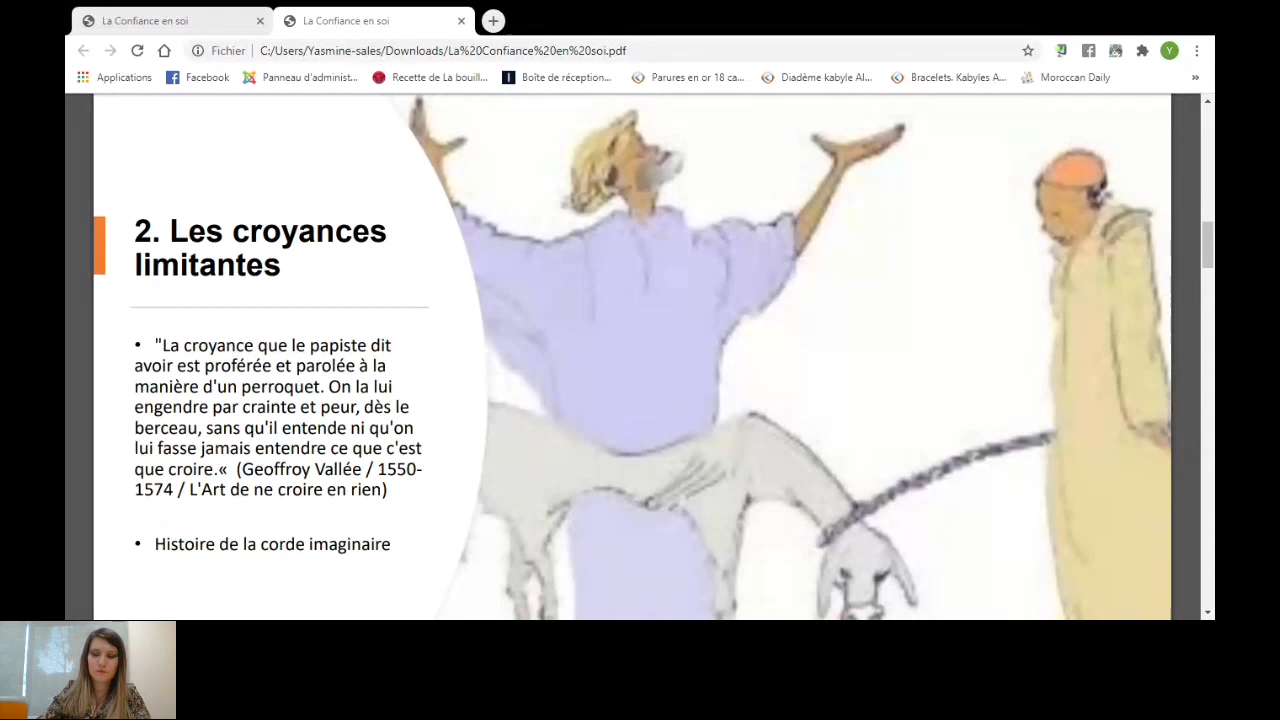 La Confiance en soi
La Confiance en soi
Fichier
C:/Users/Yasmine-sales/Downloads/La%20Confiance%20en%20soi.pdf
Y
Applications
Facebook
Panneau d'administ...
Recette de La bouill...
Boîte de réception...
Parures en or 18 ca...
Diadème kabyle Al...
Bracelets. Kabyles A...
Moroccan Daily
»
2. Les croyances
limitantes
• "La croyance que le papiste dit
avoir est proférée et parolée à la
manière d'un perroquet. On la lui
engendre par crainte et peur, dès le
berceau, sans qu'il entende ni qu'on
lui fasse jamais entendre ce que c'est
que croire.« (Geoffroy Vallée / 1550-
1574 / L'Art de ne croire en rien)
• Histoire de la corde imaginaire